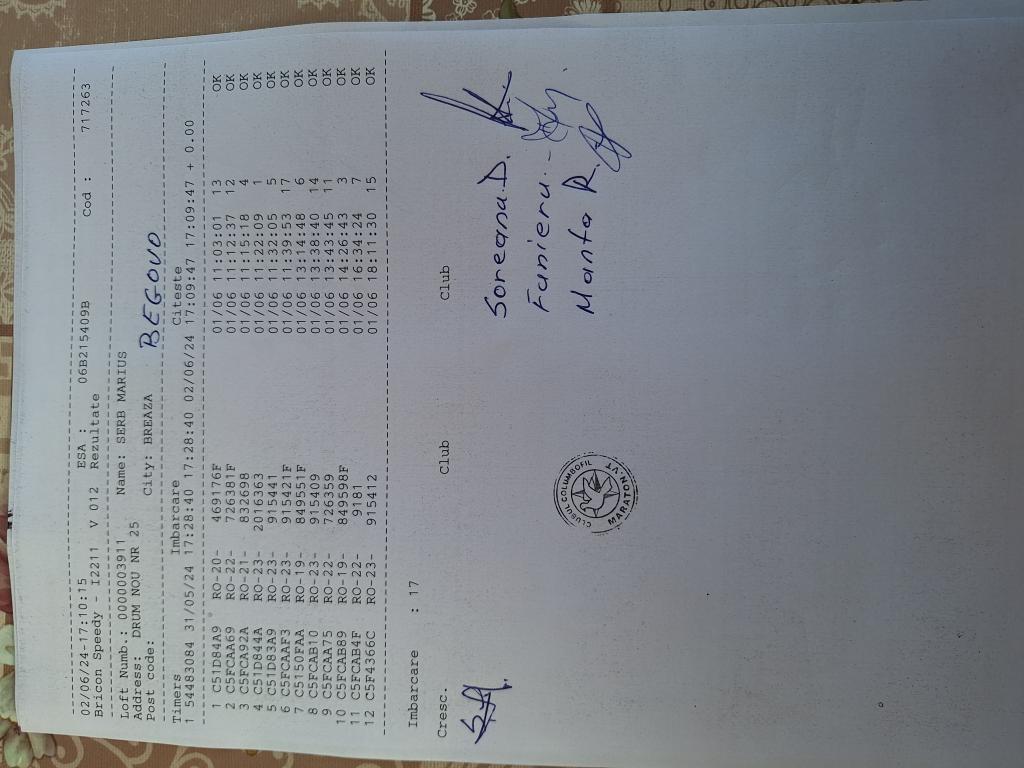 02/06/24-17:10:15 ESA : 06B215409B Cod : 717263
Bricon Speedy - I2211 V 012 Rezultate
Loft Numb.: 0000003911 Name: SERB MARIUS
Address: DRUM NOU NR 25
Post code: City: BREAZA BEGOVO
Timers Imbarcare Citeste
1 54483084 31/05/24 17:28:40 17:28:40 02/06/24 17:09:47 17:09:47 + 0.00
1 C51D84A9 RO-20- 469176F 01/06 11:03:01 13 OK
2 C5FCAA69 RO-22- 726381F 01/06 11:12:37 12 OK
3 C5FCA92A RO-21- 832698 01/06 11:15:18 4 OK
4 C51D844A RO-23- 2016363 01/06 11:22:09 1 OK
5 C51D83A9 RO-23- 915441 01/06 11:32:05 5 OK
6 C5FCAAF3 RO-23- 915421F 01/06 11:39:53 17 OK
7 C5150FAA RO-19- 849551F 01/06 13:14:48 6 OK
8 C5FCAB10 RO-23- 915409 01/06 13:38:40 14 OK
9 C5FCAA75 RO-22- 726359 01/06 13:43:45 11 OK
10 C5FCAB89 RO-19- 849598F 01/06 14:26:43 3 OK
11 C5FCAB4F RO-22- 9181 01/06 16:34:24 7 OK
12 C5F4366C RO-23- 915412 01/06 18:11:30 15 OK
Imbarcare : 17
Cresc. Club Club
Soreanu.D.
Funieru.-
Manta R.
CLUBUL COLUMBOFIL
MARATON.VT